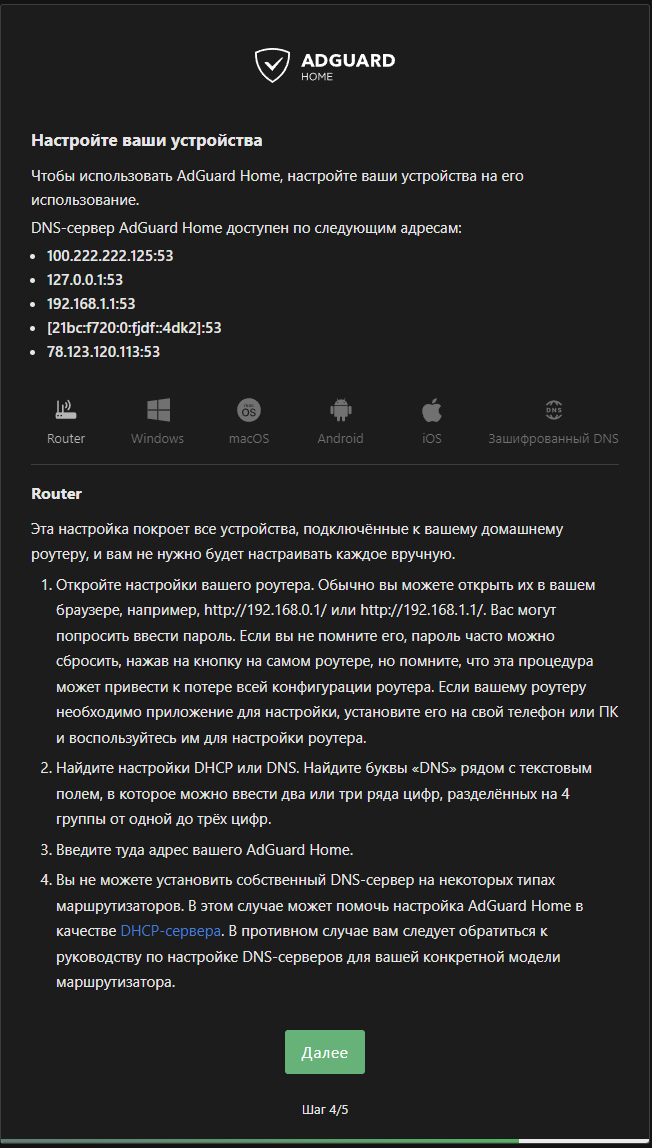 ADGUARD
HOME
Настройте ваши устройства
Чтобы использовать AdGuard Home, настройте ваши устройства на его
использование.
DNS-сервер AdGuard Home доступен по следующим адресам:
• 100.222.222.125:53
• 127.0.0.1:53
• 192.168.1.1:53
• [21bc:f720:0:fjdf::4dk2]:53
• 78.123.120.113:53
Router Windows macOS Android iOS Зашифрованный DNS
Router
Эта настройка покроет все устройства, подключённые к вашему домашнему
роутеру, и вам не нужно будет настраивать каждое вручную.
1. Откройте настройки вашего роутера. Обычно вы можете открыть их в вашем
браузере, например, http://192.168.0.1/ или http://192.168.1.1/. Вас могут
попросить ввести пароль. Если вы не помните его, пароль часто можно
сбросить, нажав на кнопку на самом роутере, но помните, что эта процедура
может привести к потере всей конфигурации роутера. Если вашему роутеру
необходимо приложение для настройки, установите его на свой телефон или ПК
и воспользуйтесь им для настройки роутера.
2. Найдите настройки DHCP или DNS. Найдите буквы «DNS» рядом с текстовым
полем, в которое можно ввести два или три ряда цифр, разделённых на 4
группы от одной до трёх цифр.
3. Введите туда адрес вашего AdGuard Home.
4. Вы не можете установить собственный DNS-сервер на некоторых типах
маршрутизаторов. В этом случае может помочь настройка AdGuard Home в
качестве DHCP-сервера. В противном случае вам следует обратиться к
руководству по настройке DNS-серверов для вашей конкретной модели
маршрутизатора.
Далее
Шаг 4/5